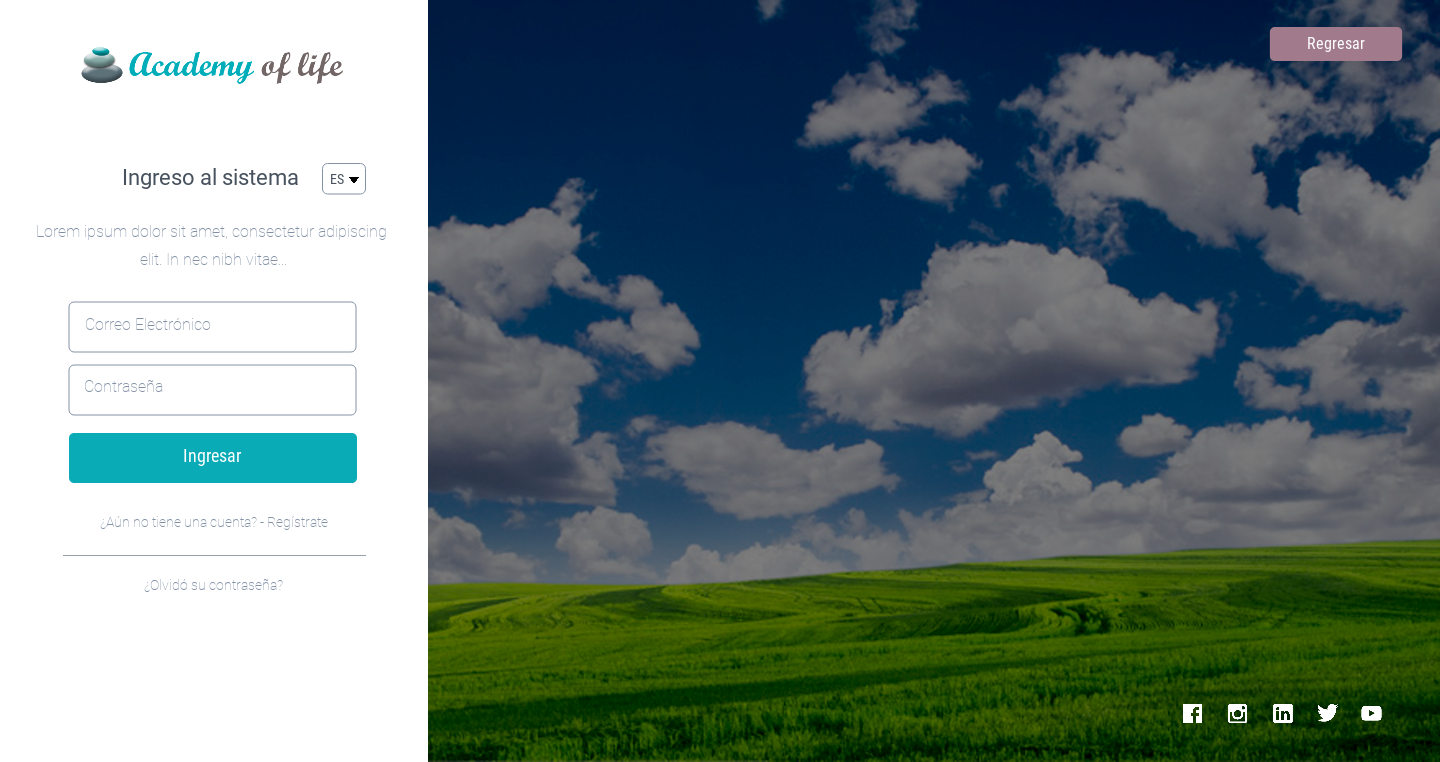 Academy of life
Regresar
Ingreso al sistema
ES
Lorem ipsum dolor sit amet, consectetur adipiscing
elit. In nec nibh vitae...
Correo Electrónico
Contraseña
Ingresar
¿Aún no tiene una cuenta? - Regístrate
¿Olvidó su contraseña?